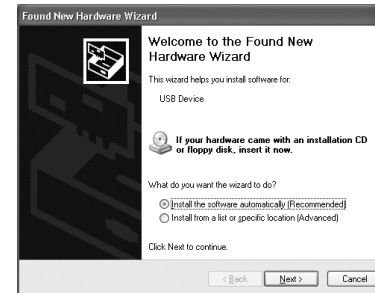 Found New Hardware Wizard
Welcome to the Found New
Hardware Wizard
This wizard helps you install software for:
USB Device
If your hardware came with an installation CD
or floppy disk, insert it now.
What do you want the wizard to do?
Install the software automatically (Recommended)
Install from a list or specific location (Advanced)
Click Next to continue.
< Back Next > Cancel